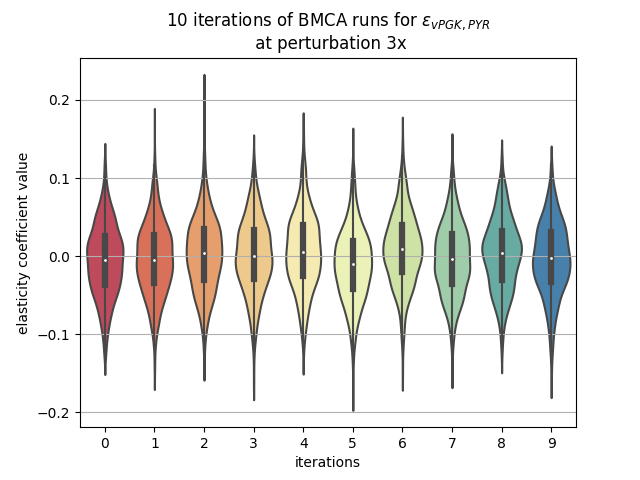 10 iterations of BMCA runs for ε_{vPGK, PYR}
at perturbation 3x
elasticity coefficient value
0.2
0.1
0.0
−0.1
−0.2
0 1 2 3 4 5 6 7 8 9
iterations